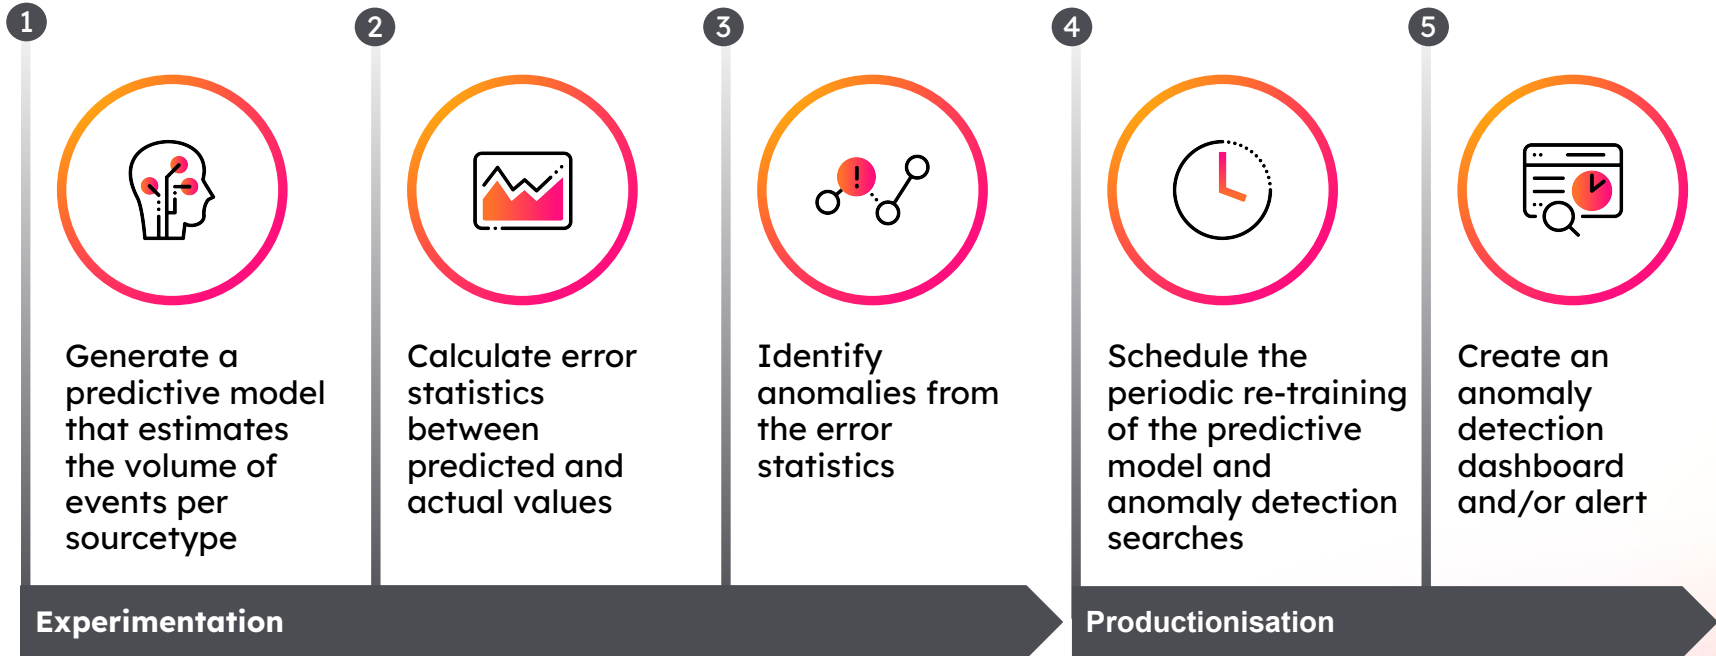 1
Generate a
predictive model
that estimates
the volume of
events per
sourcetype
2
Calculate error
statistics
between
predicted and
actual values
3
Identify
anomalies from
the error
statistics
4
Schedule the
periodic re-training
of the predictive
model and
anomaly detection
searches
5
Create an
anomaly
detection
dashboard
and/or alert
Experimentation
Productionisation